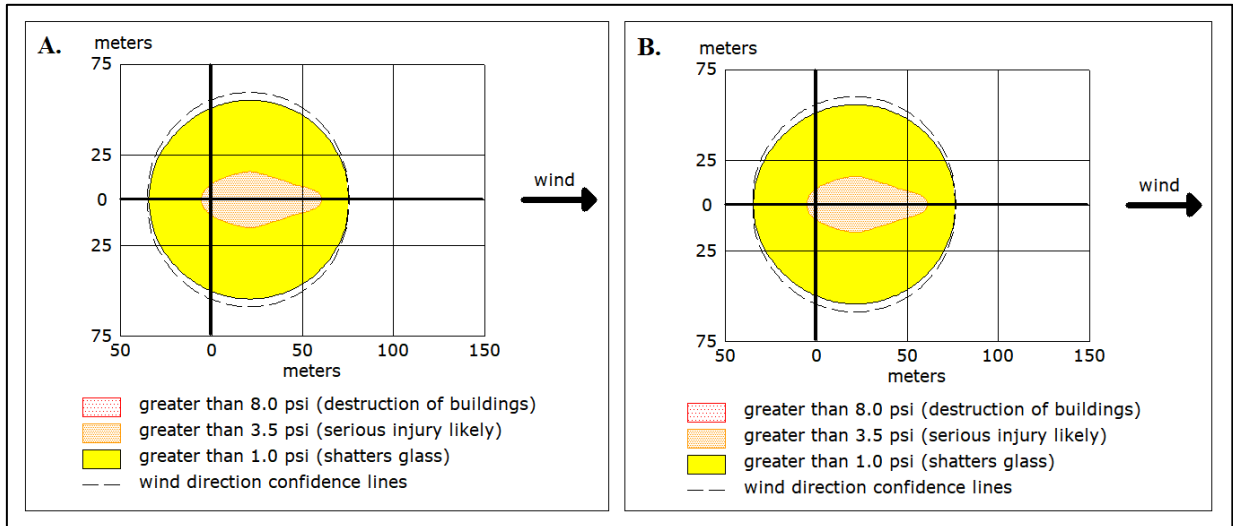 A.
meters
75
25
0
25
75
50 0 50 100 150
meters
wind
greater than 8.0 psi (destruction of buildings)
greater than 3.5 psi (serious injury likely)
greater than 1.0 psi (shatters glass)
wind direction confidence lines
B.
meters
75
25
0
25
75
50 0 50 100 150
meters
wind
greater than 8.0 psi (destruction of buildings)
greater than 3.5 psi (serious injury likely)
greater than 1.0 psi (shatters glass)
wind direction confidence lines